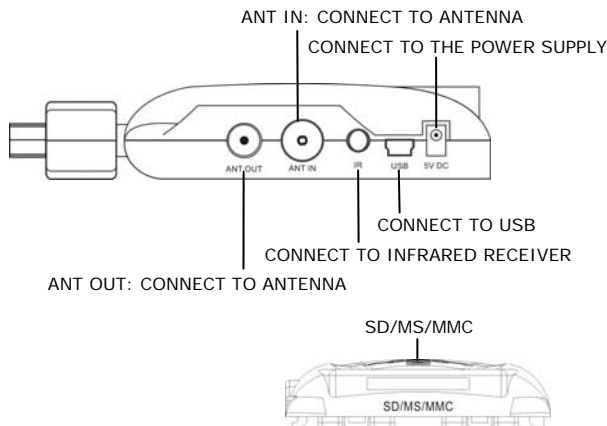 ANT IN: CONNECT TO ANTENNA
CONNECT TO THE POWER SUPPLY
ANT OUT ANT IN IR USB 5V DC
CONNECT TO USB
CONNECT TO INFRARED RECEIVER
ANT OUT: CONNECT TO ANTENNA
SD/MS/MMC
SD/MS/MMC